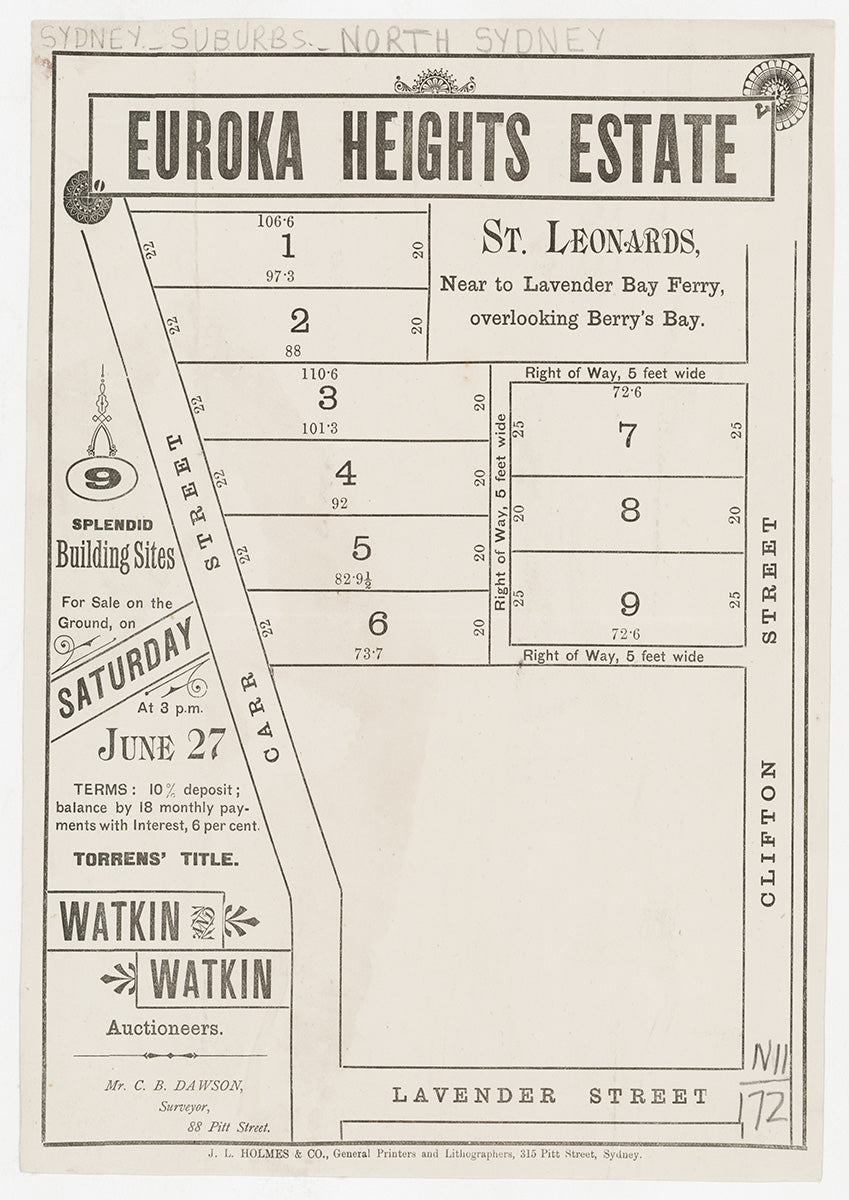 SYDNEY_SUBURBS._NORTH SYDNEY
EUROKA HEIGHTS ESTATE
ST. LEONARDS,
Near to Lavender Bay Ferry,
overlooking Berry's Bay.
106·6
22
1
20
97·3
22
2
20
88
110·6
22
3
20
101·3
22
4
20
92
22
5
20
82·9½
22
6
20
73·7
Right of Way, 5 feet wide
Right of Way, 5 feet wide
72·6
25
7
25
20
8
20
25
9
25
72·6
Right of Way, 5 feet wide
CARR STREET
CLIFTON STREET
LAVENDER STREET
9
SPLENDID
Building Sites
For Sale on the
Ground, on
SATURDAY
At 3 p.m.
JUNE 27
TERMS: 10% deposit;
balance by 18 monthly pay-
ments with Interest, 6 per cent.
TORRENS' TITLE.
WATKIN AND
WATKIN
Auctioneers.
Mr. C. B. DAWSON,
Surveyor,
88 Pitt Street.
N11
172
J. L. HOLMES & CO., General Printers and Lithographers, 315 Pitt Street, Sydney.